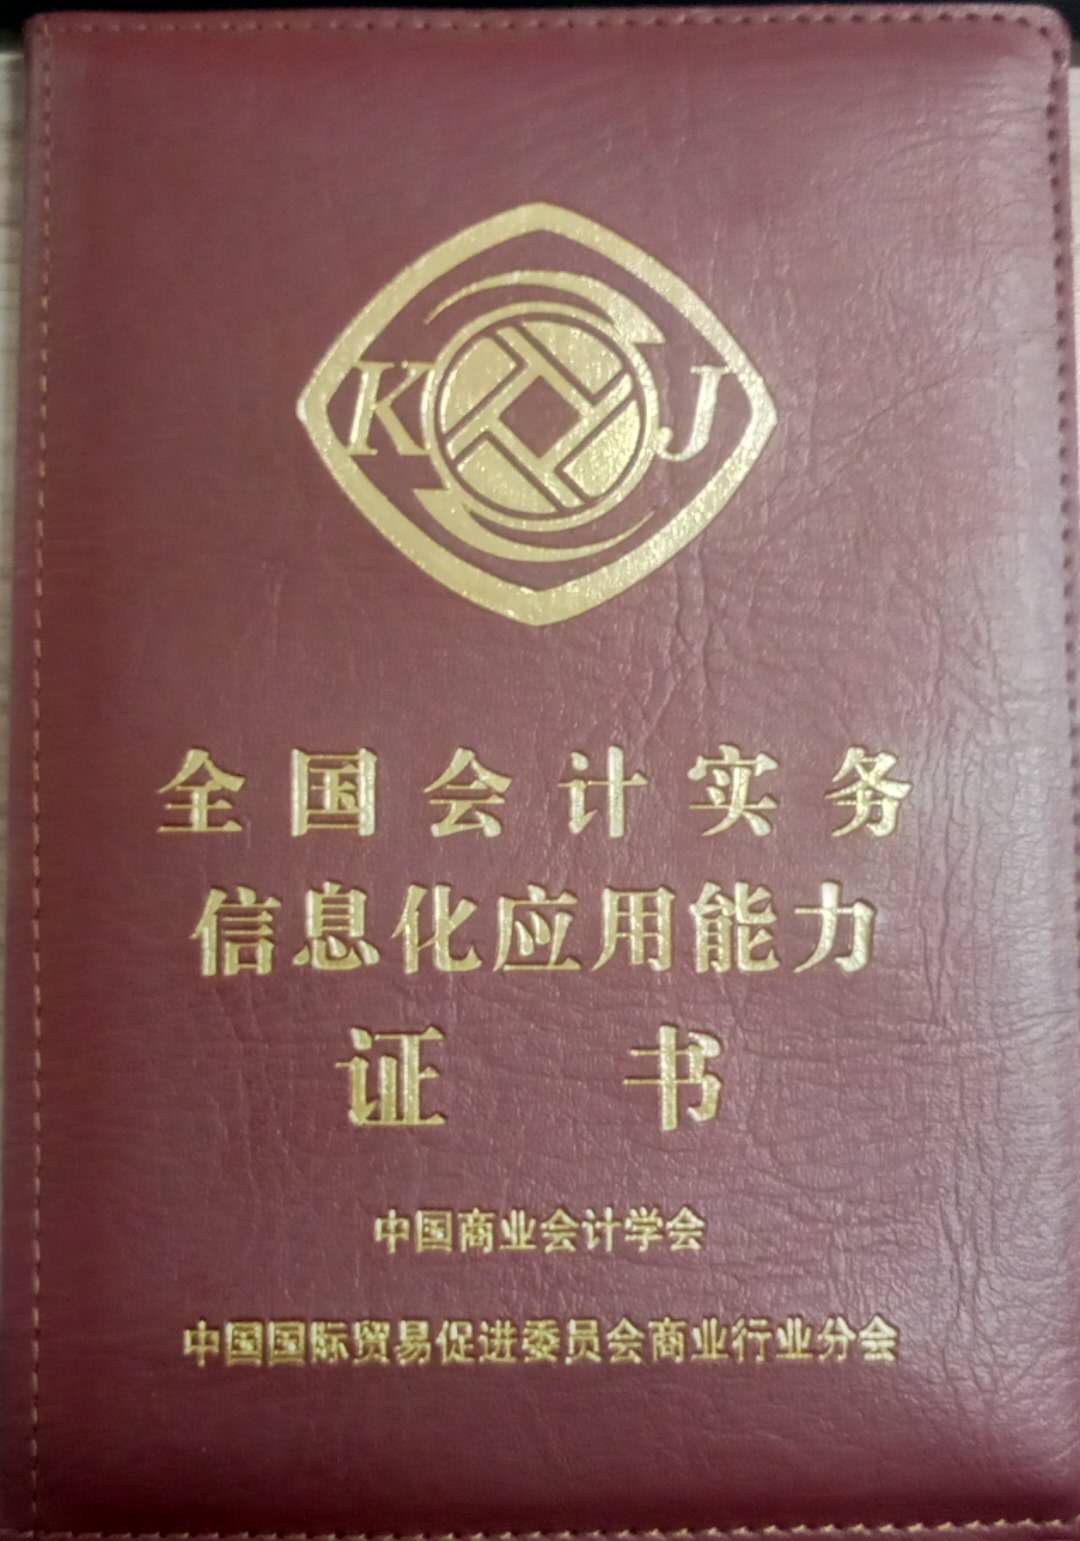 K J
全国会计实务
信息化应用能力
证书
中国商业会计学会
中国国际贸易促进委员会商业行业分会